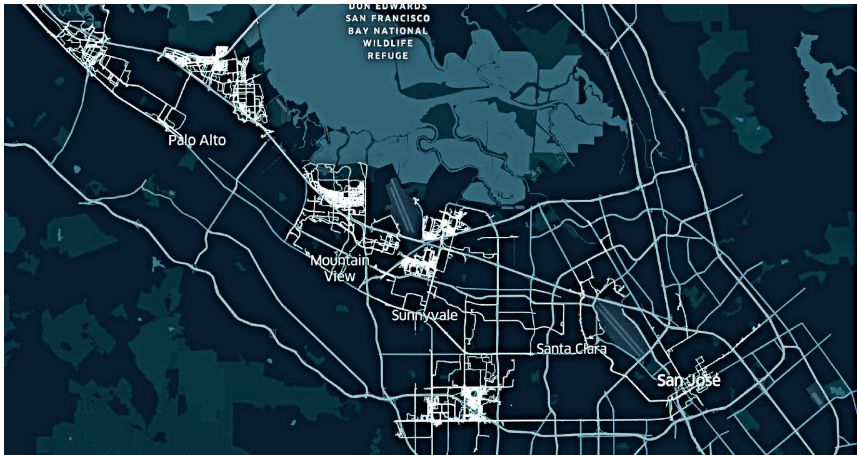 DON EDWARDS
SAN FRANCISCO
BAY NATIONAL
WILDLIFE
REFUGE
Palo Alto
Mountain
View
Sunnyvale
Santa Clara
San José